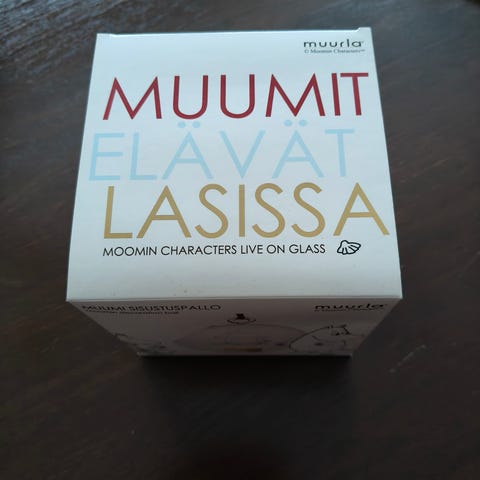 muurla
© Moomin Characters™
MUUMIT
ELÄVÄT
LASISSA
MOOMIN CHARACTERS LIVE ON GLASS
MUUMI SISUSTUSPALLO
muurla